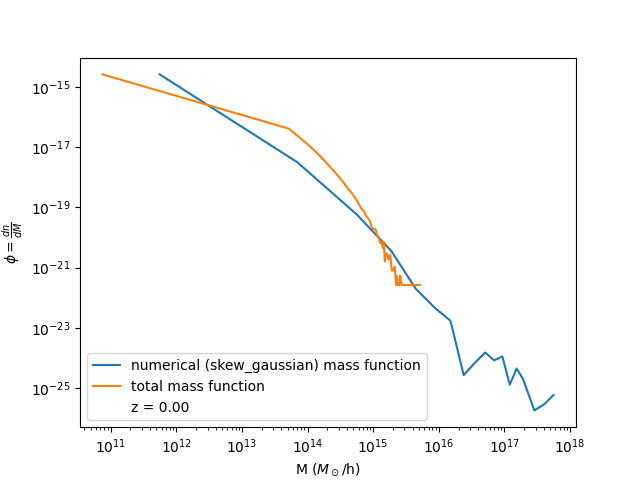 10⁻¹⁵
10⁻¹⁷
10⁻¹⁹
10⁻²¹
10⁻²³
10⁻²⁵
ϕ = dn/dM
numerical (skew_gaussian) mass function
total mass function
z = 0.00
10¹¹ 10¹² 10¹³ 10¹⁴ 10¹⁵ 10¹⁶ 10¹⁷ 10¹⁸
M (M⊙/h)